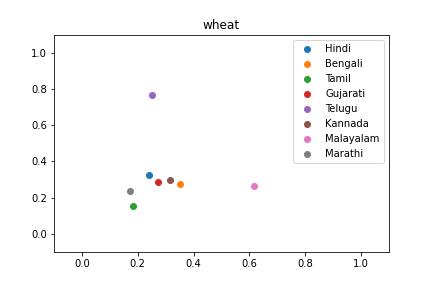 wheat
1.0
0.8
0.6
0.4
0.2
0.0
Hindi
Bengali
Tamil
Gujarati
Telugu
Kannada
Malayalam
Marathi
0.0 0.2 0.4 0.6 0.8 1.0